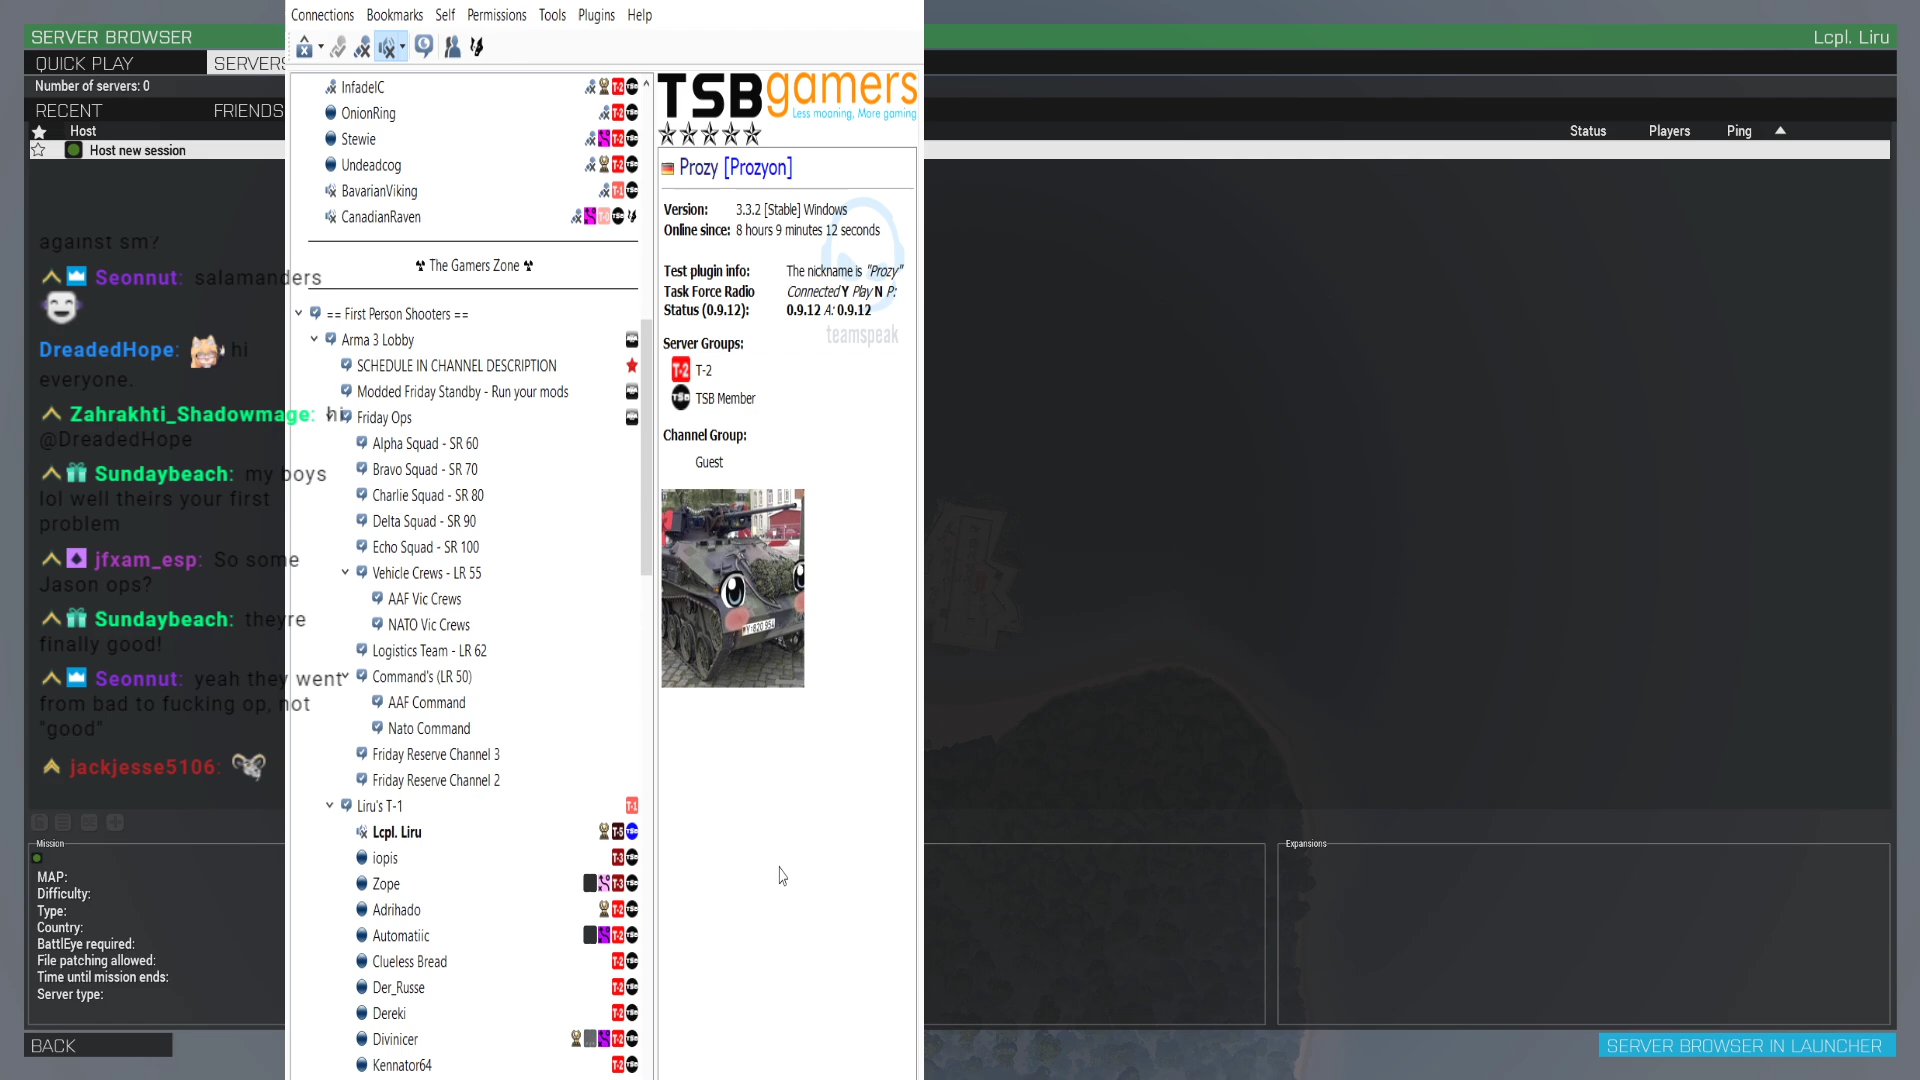 Connections Bookmarks Self Permissions Tools Plugins Help
SERVER BROWSER
Lcpl. Liru
QUICK PLAY
SERVERS
Number of servers: 0
RECENT
FRIENDS
Host
Status
Players
Ping
Host new session
against sm?
Seonnut: salamanders
DreadedHope: hi
everyone.
Zahrakhti_Shadowmage: hi
@DreadedHope
Sundaybeach: my boys
lol well theirs your first
problem
jfxam_esp: So some
Jason ops?
Sundaybeach: theyre
finally good!
Seonnut: yeah they went
from bad to fucking op, not
"good"
jackjesse5106:
Mission
MAP:
Difficulty:
Type:
Country:
BattlEye required:
File patching allowed:
Time until mission ends:
Server type:
BACK
InfadelC
OnionRing
Stewie
Undeadcog
BavarianViking
CanadianRaven
The Gamers Zone
== First Person Shooters ==
Arma 3 Lobby
SCHEDULE IN CHANNEL DESCRIPTION
Modded Friday Standby - Run your mods
Friday Ops
Alpha Squad - SR 60
Bravo Squad - SR 70
Charlie Squad - SR 80
Delta Squad - SR 90
Echo Squad - SR 100
Vehicle Crews - LR 55
AAF Vic Crews
NATO Vic Crews
Logistics Team - LR 62
Command's (LR 50)
AAF Command
Nato Command
Friday Reserve Channel 3
Friday Reserve Channel 2
Liru's T-1
Lcpl. Liru
iopis
Zope
Adrihado
Automatiic
Clueless Bread
Der_Russe
Dereki
Divinicer
Kennator64
TSBgamers
Less mooning, More gaming
Prozy [Prozyon]
Version: 3.3.2 [Stable] Windows
Online since: 8 hours 9 minutes 12 seconds
Test plugin info: The nickname is "Prozy"
Task Force Radio Connected Y Play N P:
Status (0.9.12): 0.9.12 A: 0.9.12
teamspeak
Server Groups:
T-2 T-2
TSB TSB Member
Channel Group:
Guest
Expansions
SERVER BROWSER IN LAUNCHER